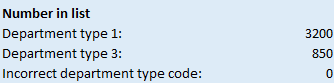 Number in list
Department type 1: 3200
Department type 3: 850
Incorrect department type code: 0